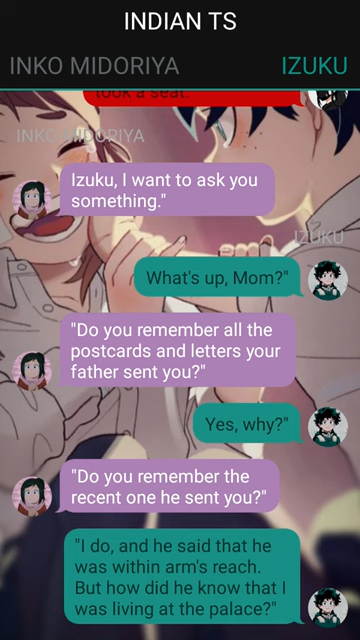 INDIAN TS
INKO MIDORIYA
IZUKU
took a seat.
INKO MIDORIYA
Izuku, I want to ask you
something."
IZUKU
What's up, Mom?"
"Do you remember all the
postcards and letters your
father sent you?"
Yes, why?"
"Do you remember the
recent one he sent you?"
"I do, and he said that he
was within arm's reach.
But how did he know that I
was living at the palace?"